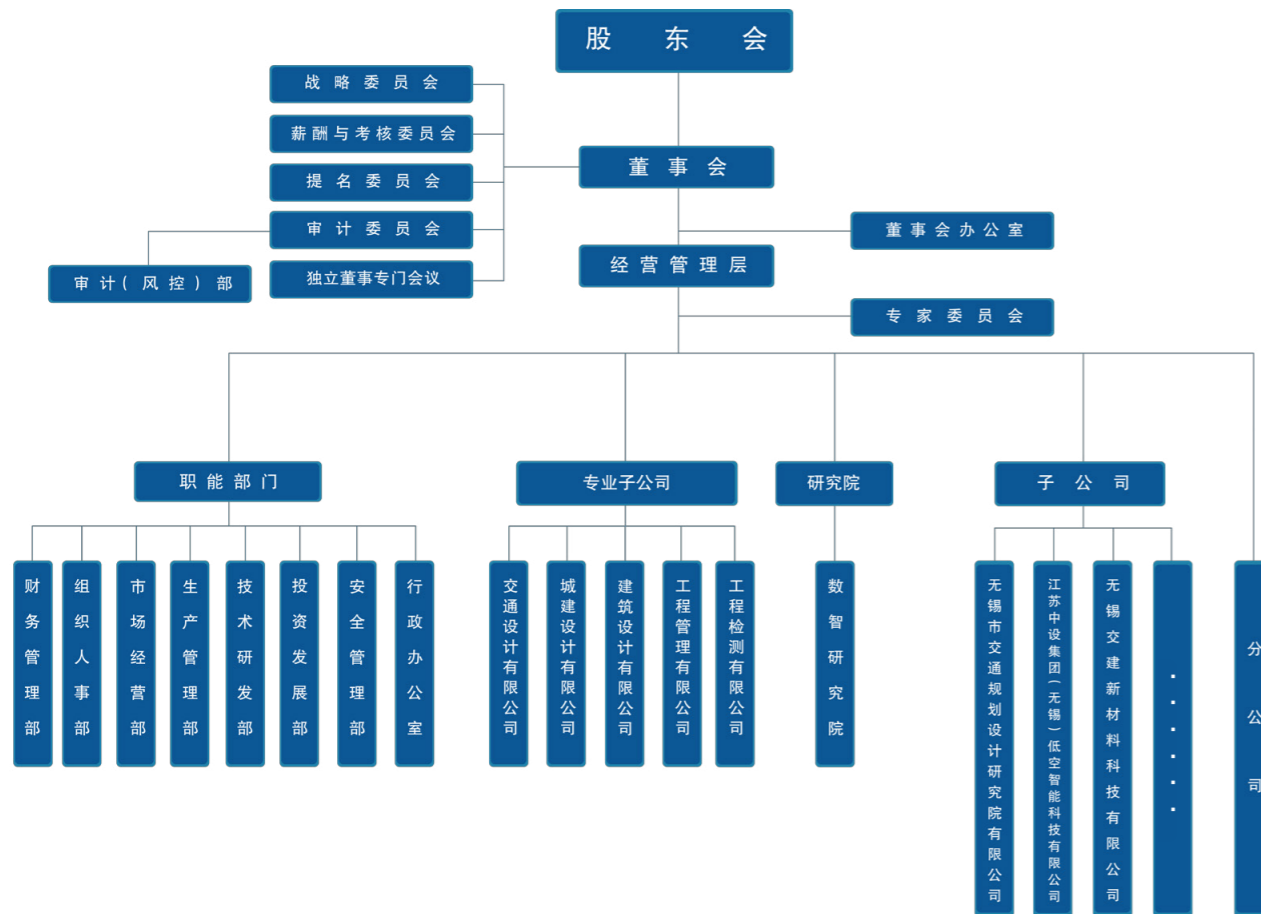 股东会
战略委员会
薪酬与考核委员会
提名委员会
审计委员会
独立董事专门会议
审计(风控)部
董事会
董事会办公室
经营管理层
专家委员会
职能部门
专业子公司
研究院
子公司
财务管理部
组织人事部
市场经营部
生产管理部
技术研发部
投资发展部
安全管理部
行政办公室
交通设计有限公司
城建设计有限公司
建筑设计有限公司
工程管理有限公司
工程检测有限公司
数智研究院
无锡市交通规划设计研究院有限公司
江苏中设集团(无锡)低空智能科技有限公司
无锡交建新材料科技有限公司
······
分公司